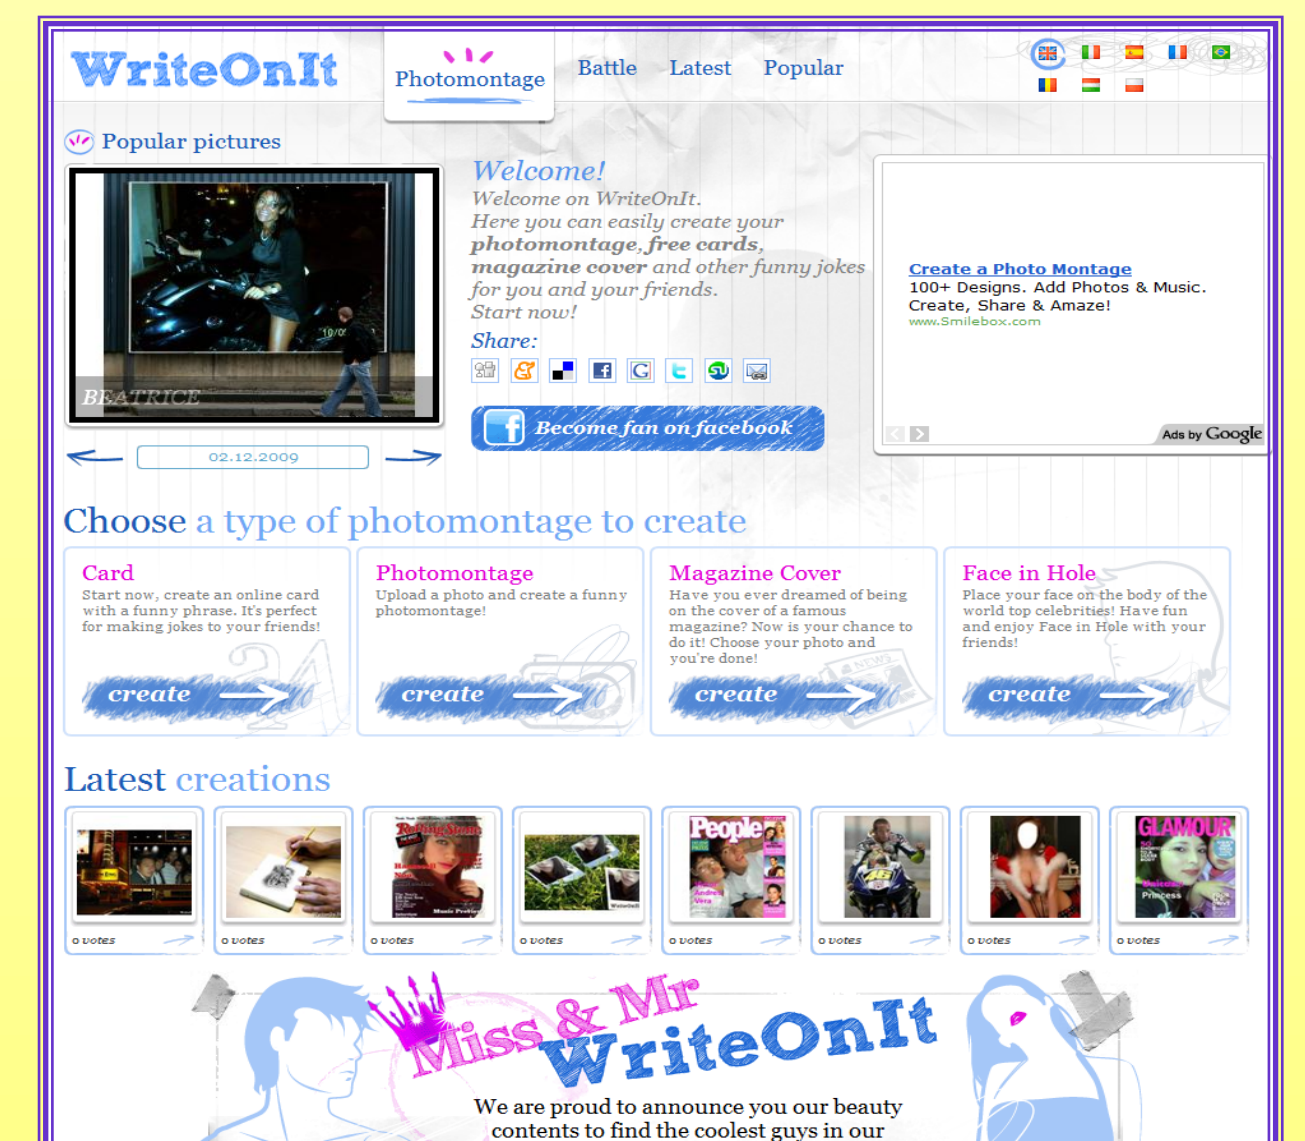 WriteOnIt
Photomontage
Battle
Latest
Popular
Popular pictures
BEATRICE
02.12.2009
Welcome!
Welcome on WriteOnIt.
Here you can easily create your
photomontage, free cards,
magazine cover and other funny jokes
for you and your friends.
Start now!
Share:
Become fan on facebook
Create a Photo Montage
100+ Designs. Add Photos & Music.
Create, Share & Amaze!
www.Smilebox.com
Ads by Google
Choose a type of photomontage to create
Card
Start now, create an online card
with a funny phrase. It's perfect
for making jokes to your friends!
create
Photomontage
Upload a photo and create a funny
photomontage!
create
Magazine Cover
Have you ever dreamed of being
on the cover of a famous
magazine? Now is your chance to
do it! Choose your photo and
you're done!
NEWS
create
Face in Hole
Place your face on the body of the
world top celebrities! Have fun
and enjoy Face in Hole with your
friends!
create
Latest creations
Rolling Stone
Music
People
46
GLAMOUR
Princess
0 votes
0 votes
0 votes
0 votes
0 votes
0 votes
0 votes
0 votes
Miss & Mr
WriteOnIt
We are proud to announce you our beauty
contents to find the coolest guys in our